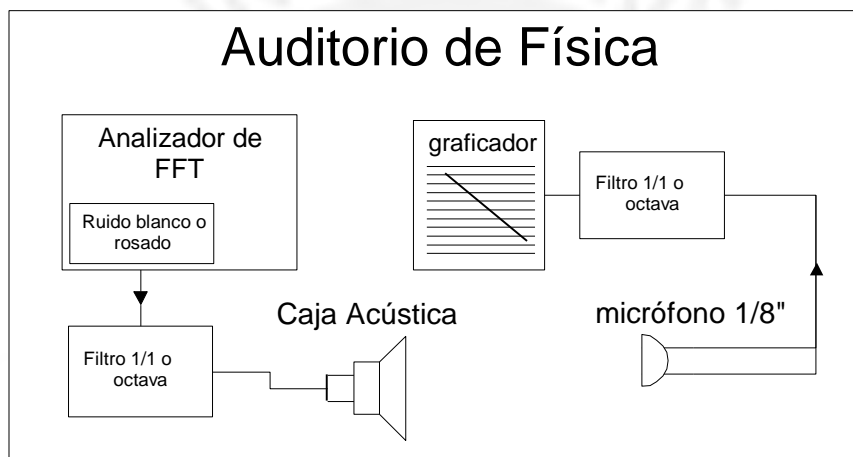 Auditorio de Física
Analizador de
FFT
Ruido blanco o
rosado
Filtro 1/1 o
octava
Caja Acústica
graficador
Filtro 1/1 o
octava
micrófono 1/8"